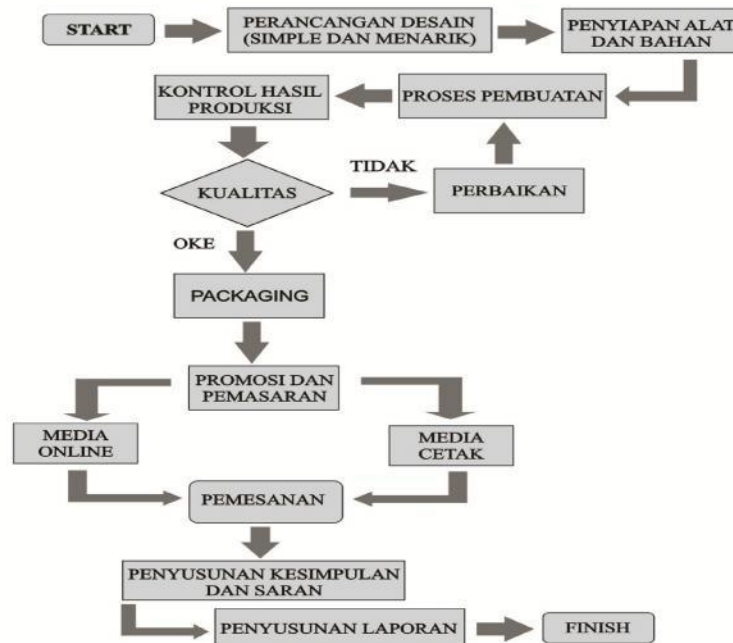 START
PERANCANGAN DESAIN
(SIMPLE DAN MENARIK)
PENYIAPAN ALAT
DAN BAHAN
KONTROL HASIL
PRODUKSI
PROSES PEMBUATAN
KUALITAS
TIDAK
PERBAIKAN
OKE
PACKAGING
PROMOSI DAN
PEMASARAN
MEDIA
ONLINE
MEDIA
CETAK
PEMESANAN
PENYUSUNAN KESIMPULAN
DAN SARAN
PENYUSUNAN LAPORAN
FINISH